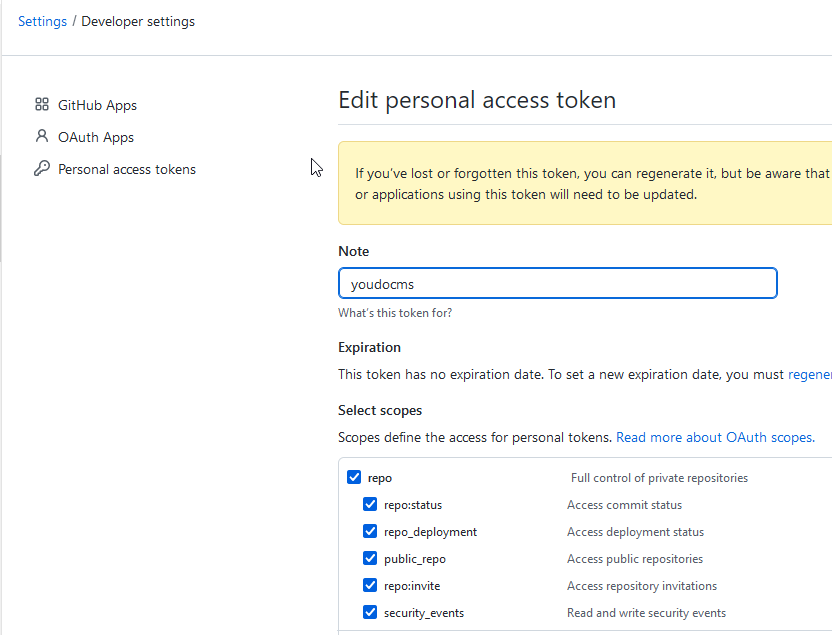 Settings / Developer settings
GitHub Apps
OAuth Apps
Personal access tokens
Edit personal access token
If you've lost or forgotten this token, you can regenerate it, but be aware that
or applications using this token will need to be updated.
Note
youdocms
What's this token for?
Expiration
This token has no expiration date. To set a new expiration date, you must regener
Select scopes
Scopes define the access for personal tokens. Read more about OAuth scopes.
repo Full control of private repositories
repo:status Access commit status
repo_deployment Access deployment status
public_repo Access public repositories
repo:invite Access repository invitations
security_events Read and write security events